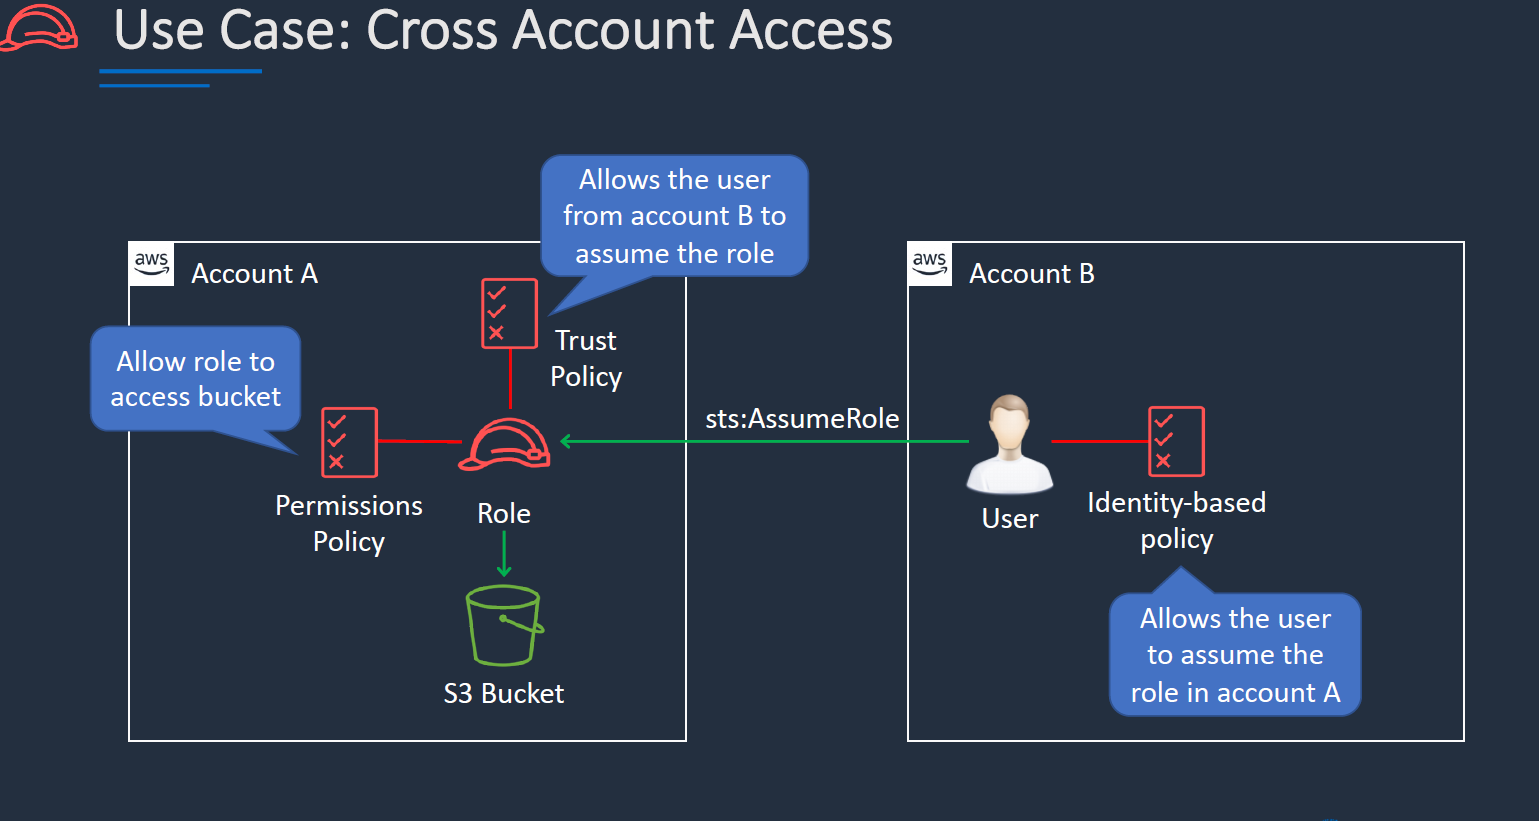 Use Case: Cross Account Access
Allows the user
from account B to
assume the role
aws
Account A
aws
Account B
Trust
Policy
Allow role to
access bucket
sts:AssumeRole
Permissions
Policy
Role
User
Identity-based
policy
Allows the user
to assume the
role in account A
S3 Bucket